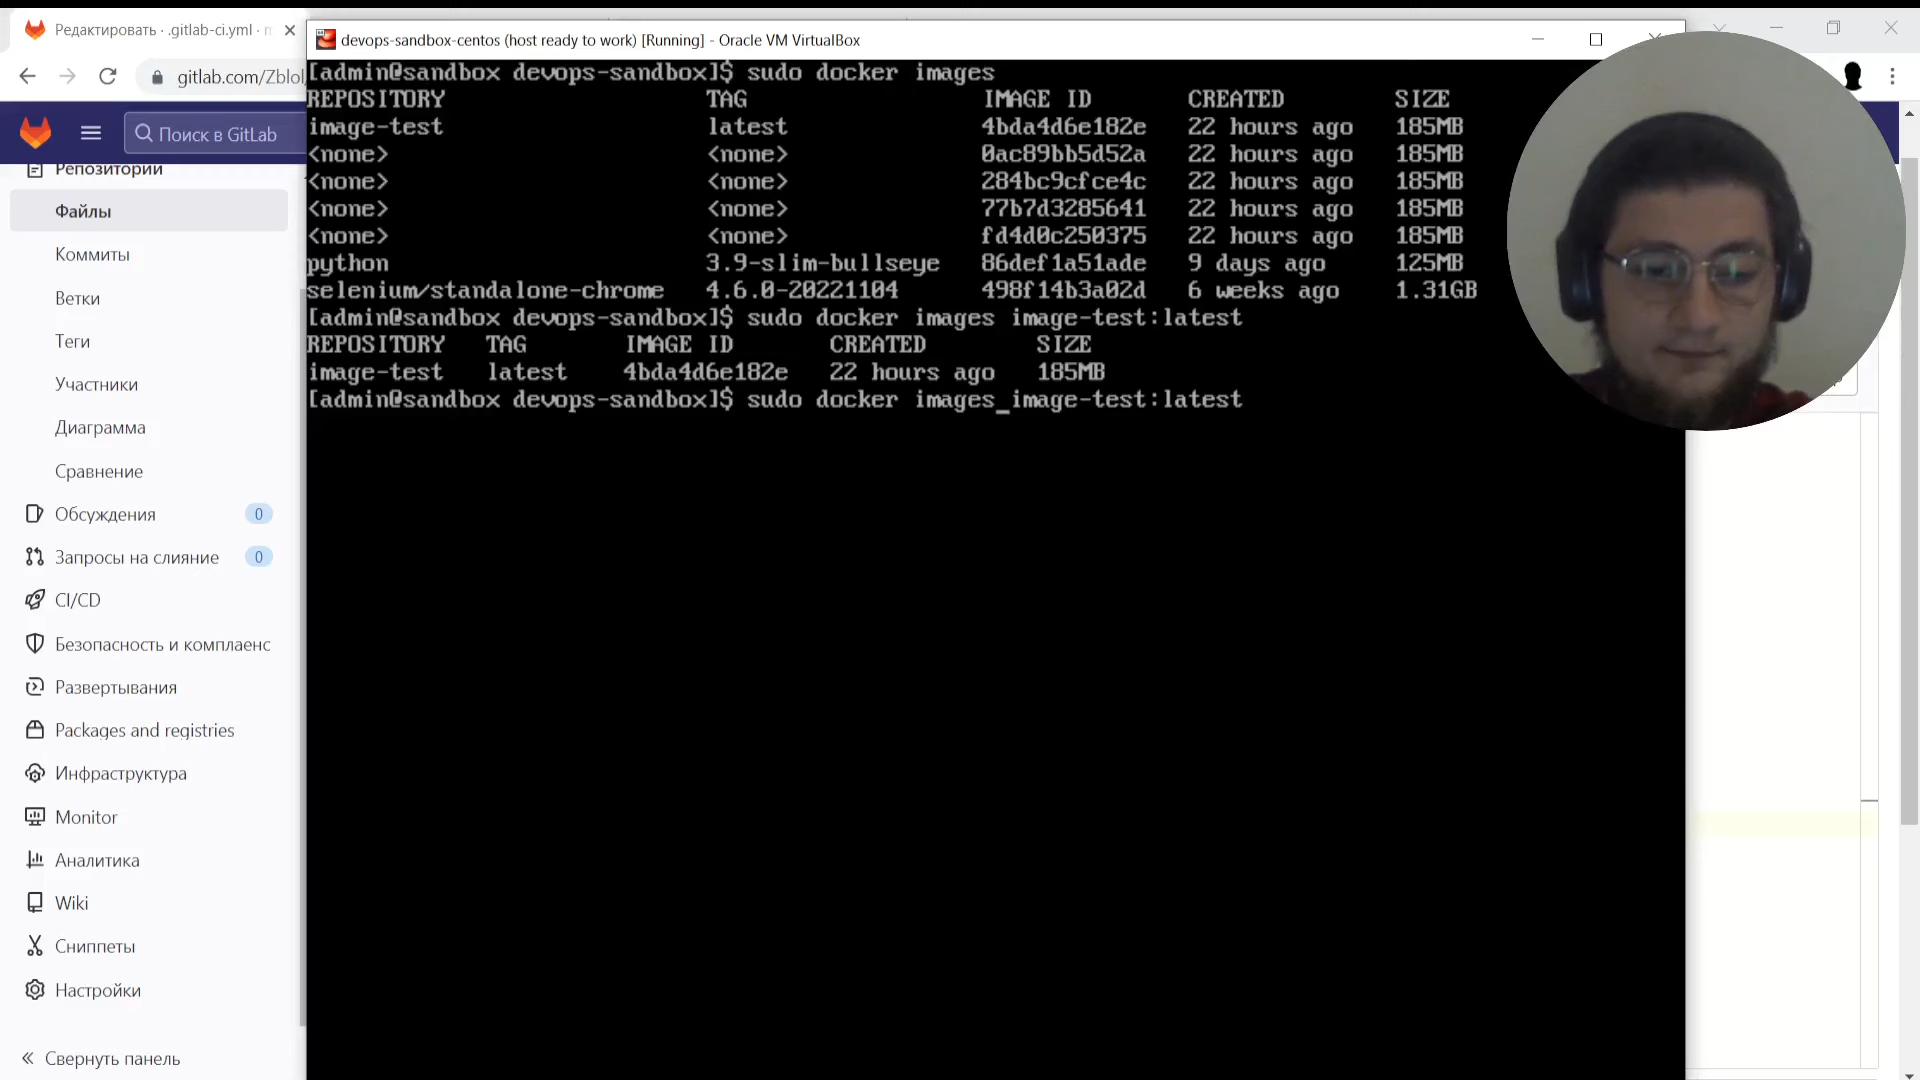 Редактировать · .gitlab-ci.yml · m
gitlab.com/Zblol
Поиск в GitLab
Репозиторий
Файлы
Коммиты
Ветки
Теги
Участники
Диаграмма
Сравнение
Обсуждения 0
Запросы на слияние 0
CI/CD
Безопасность и комплаенс
Развертывания
Packages and registries
Инфраструктура
Monitor
Аналитика
Wiki
Сниппеты
Настройки
Свернуть панель
devops-sandbox-centos (host ready to work) [Running] - Oracle VM VirtualBox
[admin@sandbox devops-sandbox]$ sudo docker images
REPOSITORY TAG IMAGE ID CREATED SIZE
image-test latest 4bda4d6e182e 22 hours ago 185MB
<none> <none> 0ac89bb5d52a 22 hours ago 185MB
<none> <none> 284bc9cfce4c 22 hours ago 185MB
<none> <none> 77b7d3285641 22 hours ago 185MB
<none> <none> fd4d0c250375 22 hours ago 185MB
python 3.9-slim-bullseye 86def1a51ade 9 days ago 125MB
selenium/standalone-chrome 4.6.0-20221104 498f14b3a02d 6 weeks ago 1.31GB
[admin@sandbox devops-sandbox]$ sudo docker images image-test:latest
REPOSITORY TAG IMAGE ID CREATED SIZE
image-test latest 4bda4d6e182e 22 hours ago 185MB
[admin@sandbox devops-sandbox]$ sudo docker images_image-test:latest